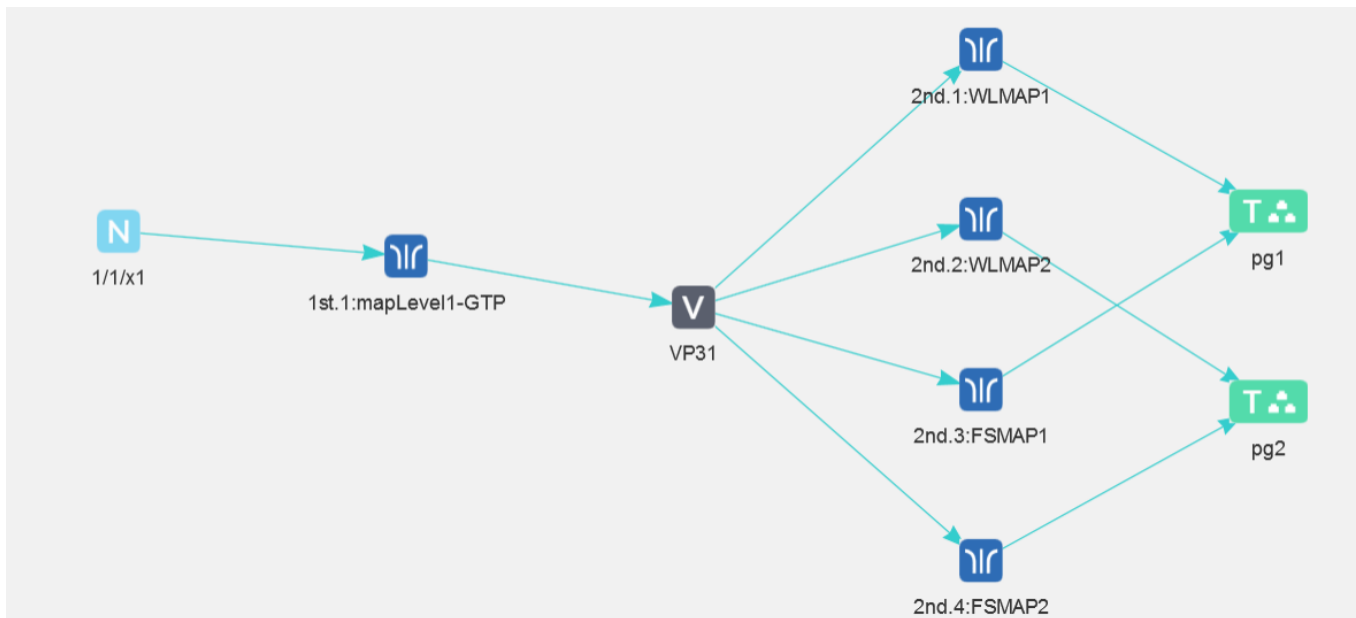 2nd.1:WLMAP1
N
1/1/x1
1st.1:mapLevel1-GTP
V
VP31
2nd.2:WLMAP2
T
pg1
2nd.3:FSMAP1
T
pg2
2nd.4:FSMAP2